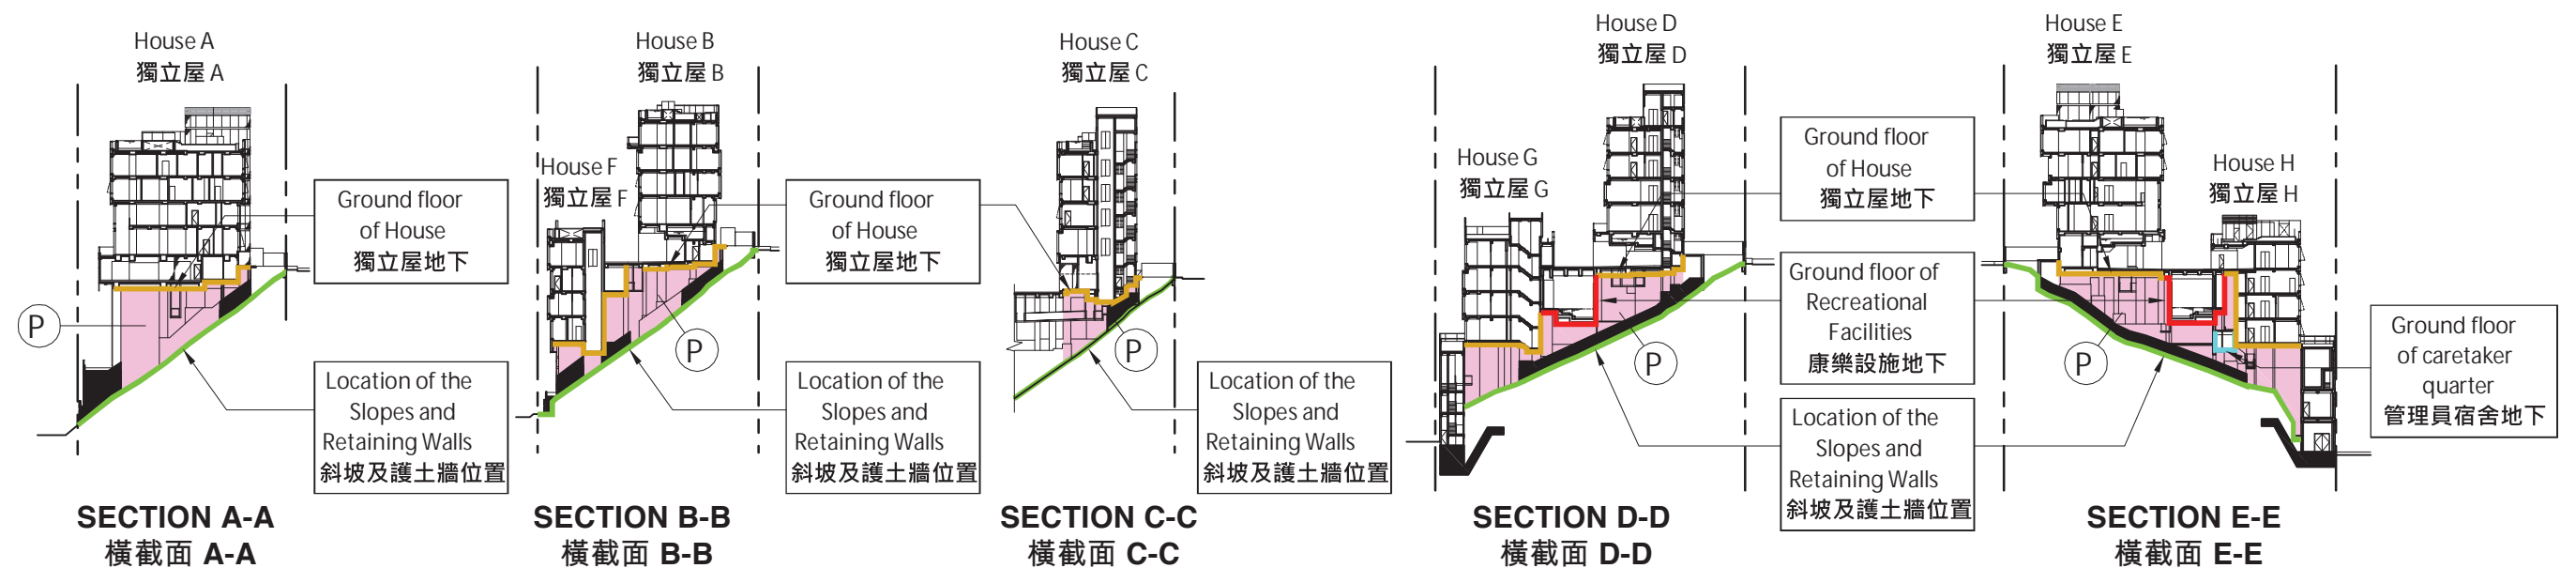 House A
獨立屋 A
P
Ground floor
of House
獨立屋地下
Location of the
Slopes and
Retaining Walls
斜坡及護土牆位置
SECTION A-A
橫截面 A-A
House F
獨立屋 F
House B
獨立屋 B
P
Ground floor
of House
獨立屋地下
Location of the
Slopes and
Retaining Walls
斜坡及護土牆位置
SECTION B-B
橫截面 B-B
House C
獨立屋 C
P
Location of the
Slopes and
Retaining Walls
斜坡及護土牆位置
SECTION C-C
橫截面 C-C
House G
獨立屋 G
House D
獨立屋 D
P
Ground floor
of House
獨立屋地下
Ground floor of
Recreational
Facilities
康樂設施地下
Location of the
Slopes and
Retaining Walls
斜坡及護土牆位置
SECTION D-D
橫截面 D-D
House E
獨立屋 E
House H
獨立屋 H
P
Ground floor
of caretaker
quarter
管理員宿舍地下
SECTION E-E
橫截面 E-E